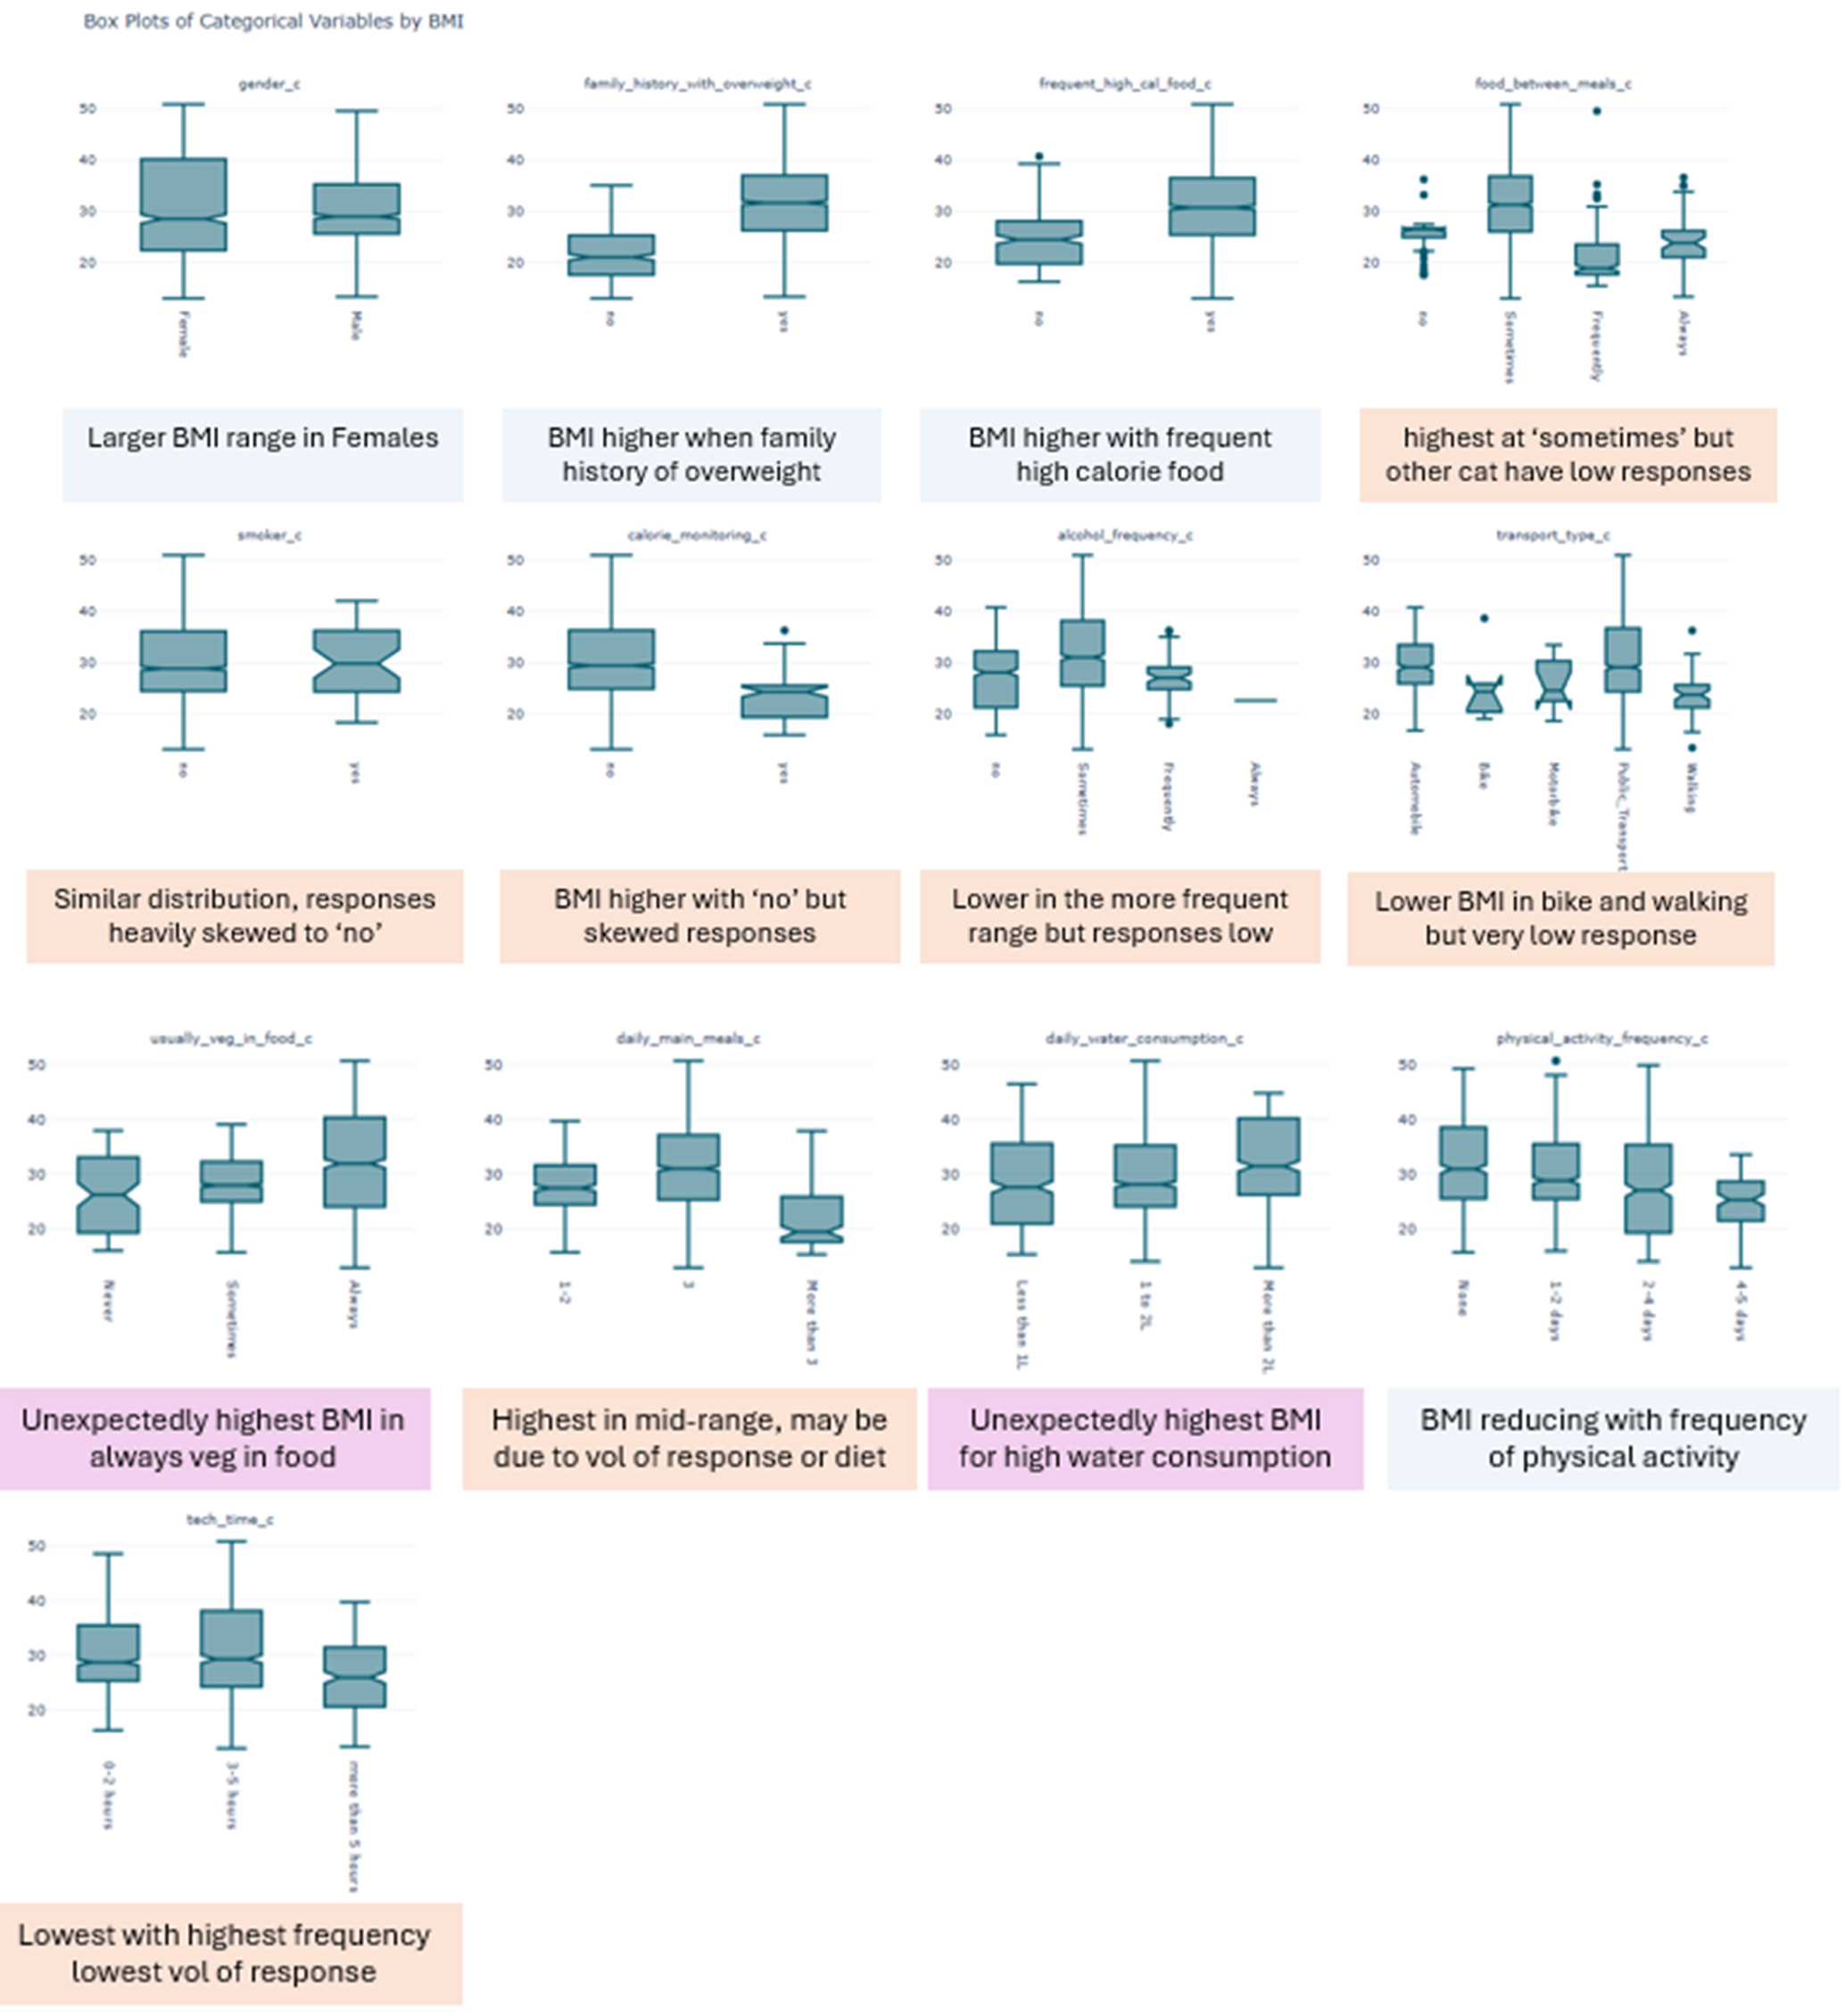 Box Plots of Categorical Variables by BMI
gender_c
family_history_with_overweight_c
frequent_high_cal_food_c
food_between_meals_c
50
40
30
20
Female
Male
50
40
30
20
no
yes
50
40
30
20
no
yes
50
40
30
20
no
Sometimes
Frequently
Always
Larger BMI range in Females
BMI higher when family
history of overweight
BMI higher with frequent
high calorie food
highest at ‘sometimes’ but
other cat have low responses
smoker_c
calorie_monitoring_c
alcohol_frequency_c
transport_type_c
50
40
30
20
no
yes
50
40
30
20
no
yes
50
40
30
20
no
Sometimes
Frequently
Always
50
40
30
20
Automobile
Bike
Motorbike
Public_Transport
Walking
Similar distribution, responses
heavily skewed to ‘no’
BMI higher with ‘no’ but
skewed responses
Lower in the more frequent
range but responses low
Lower BMI in bike and walking
but very low response
usually_veg_in_food_c
daily_main_meals_c
daily_water_consumption_c
physical_activity_frequency_c
50
40
30
20
Never
Sometimes
Always
50
40
30
20
1-2
3
More than 3
50
40
30
20
Less than 1L
1 to 2L
More than 2L
50
40
30
20
None
1-2 days
2-4 days
4-5 days
Unexpectedly highest BMI in
always veg in food
Highest in mid-range, may be
due to vol of response or diet
Unexpectedly highest BMI
for high water consumption
BMI reducing with frequency
of physical activity
tech_time_c
50
40
30
20
0-2 hours
3-5 hours
more than 5 hours
Lowest with highest frequency
lowest vol of response